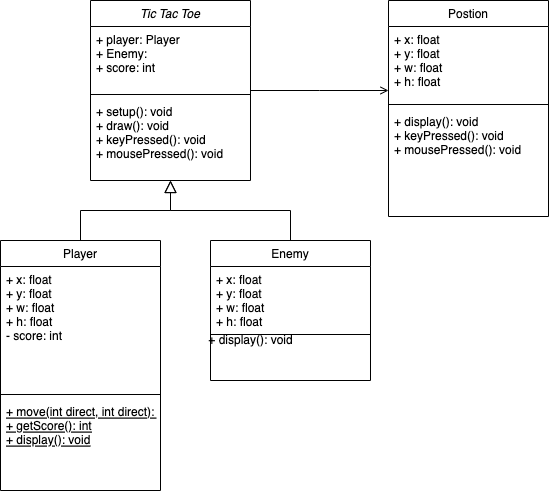 Tic Tac Toe
+ player: Player
+ Enemy:
+ score: int
+ setup(): void
+ draw(): void
+ keyPressed(): void
+ mousePressed(): void
Postion
+ x: float
+ y: float
+ w: float
+ h: float
+ display(): void
+ keyPressed(): void
+ mousePressed(): void
Player
+ x: float
+ y: float
+ w: float
+ h: float
- score: int
+ move(int direct, int direct):
+ getScore(): int
+ display(): void
Enemy
+ x: float
+ y: float
+ w: float
+ h: float
+ display(): void